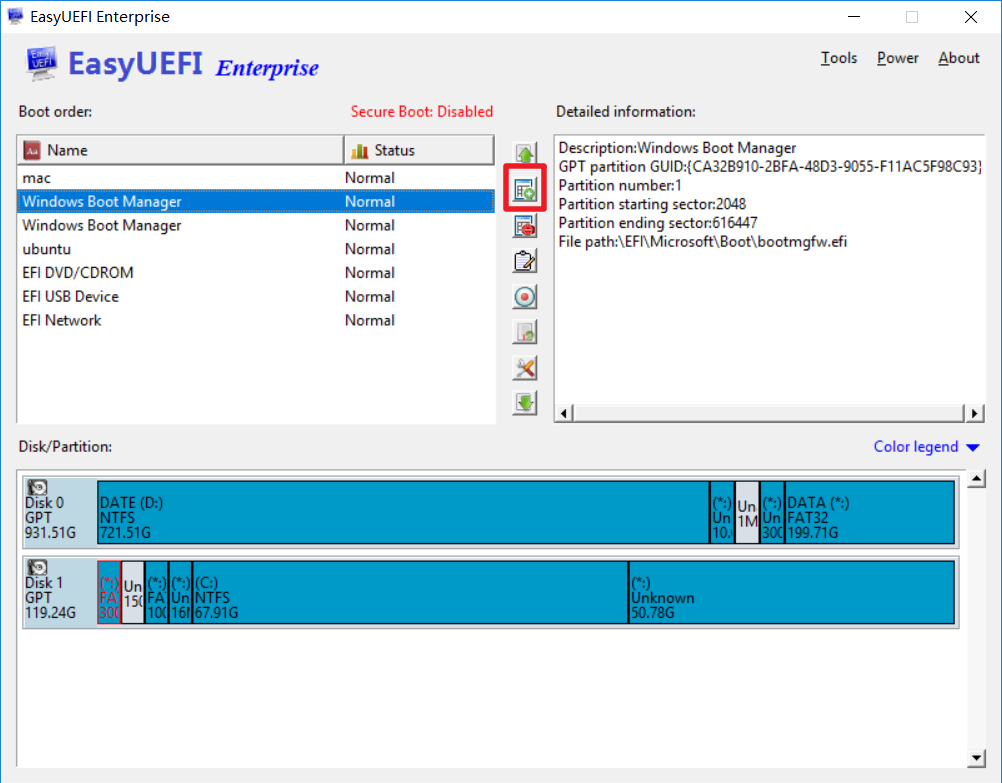 EasyUEFI Enterprise
EasyUEFI Enterprise
Tools Power About
Boot order:
Secure Boot: Disabled
Detailed information:
Name Status
mac Normal
Windows Boot Manager Normal
Windows Boot Manager Normal
ubuntu Normal
EFI DVD/CDROM Normal
EFI USB Device Normal
EFI Network Normal
Description:Windows Boot Manager
GPT partition GUID:{CA32B910-2BFA-48D3-9055-F11AC5F98C93}
Partition number:1
Partition starting sector:2048
Partition ending sector:616447
File path:\EFI\Microsoft\Boot\bootmgfw.efi
Disk/Partition:
Color legend
Disk 0
GPT
931.51G
DATE (D:)
NTFS
721.51G
(*:)
Un
10.
Un
1M
(*:)
Un
300
DATA (*:)
FAT32
199.71G
Disk 1
GPT
119.24G
(*:)
FA
300
Un
150
(*:)
FA
100
(*:)
Un
16M
(C:)
NTFS
67.91G
(*:)
Unknown
50.78G